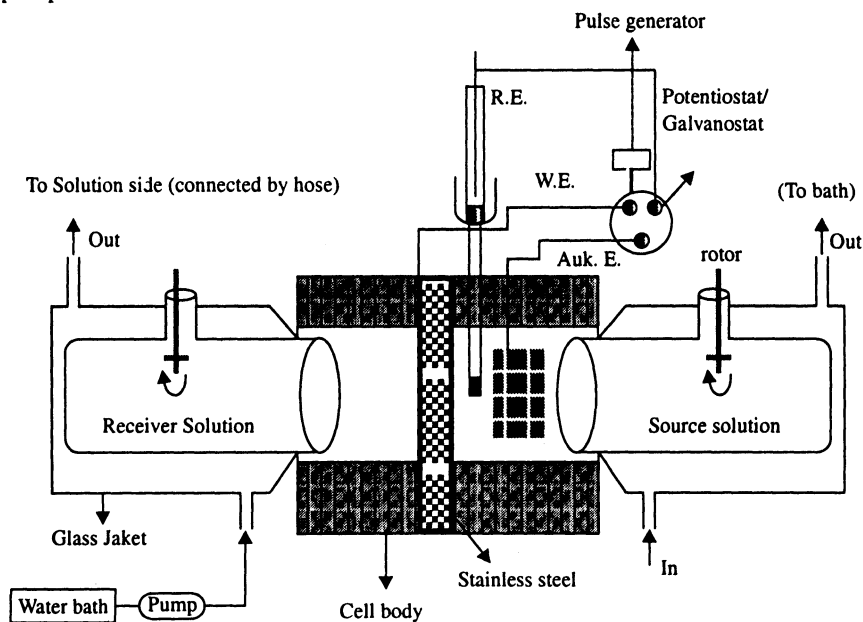 Pulse generator
R.E.
Potentiostat/
Galvanostat
To Solution side (connected by hose)
W.E.
(To bath)
Out
Auk. E.
rotor
Out
Receiver Solution
Source solution
Glass Jaket
Stainless steel
In
Water bath
Pump
Cell body